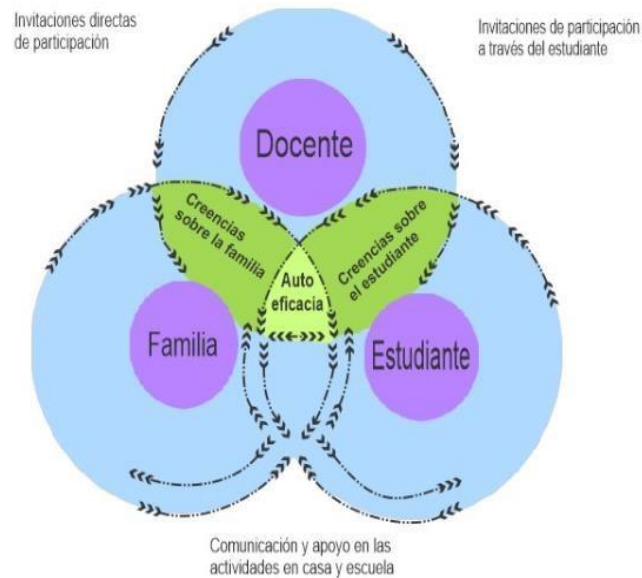 Invitaciones directas
de participación
Invitaciones de participación
a través del estudiante
Docente
Creencias
sobre la familia
Creencias sobre
el estudiante
Auto
eficacia
Familia
Estudiante
Comunicación y apoyo en las
actividades en casa y escuela